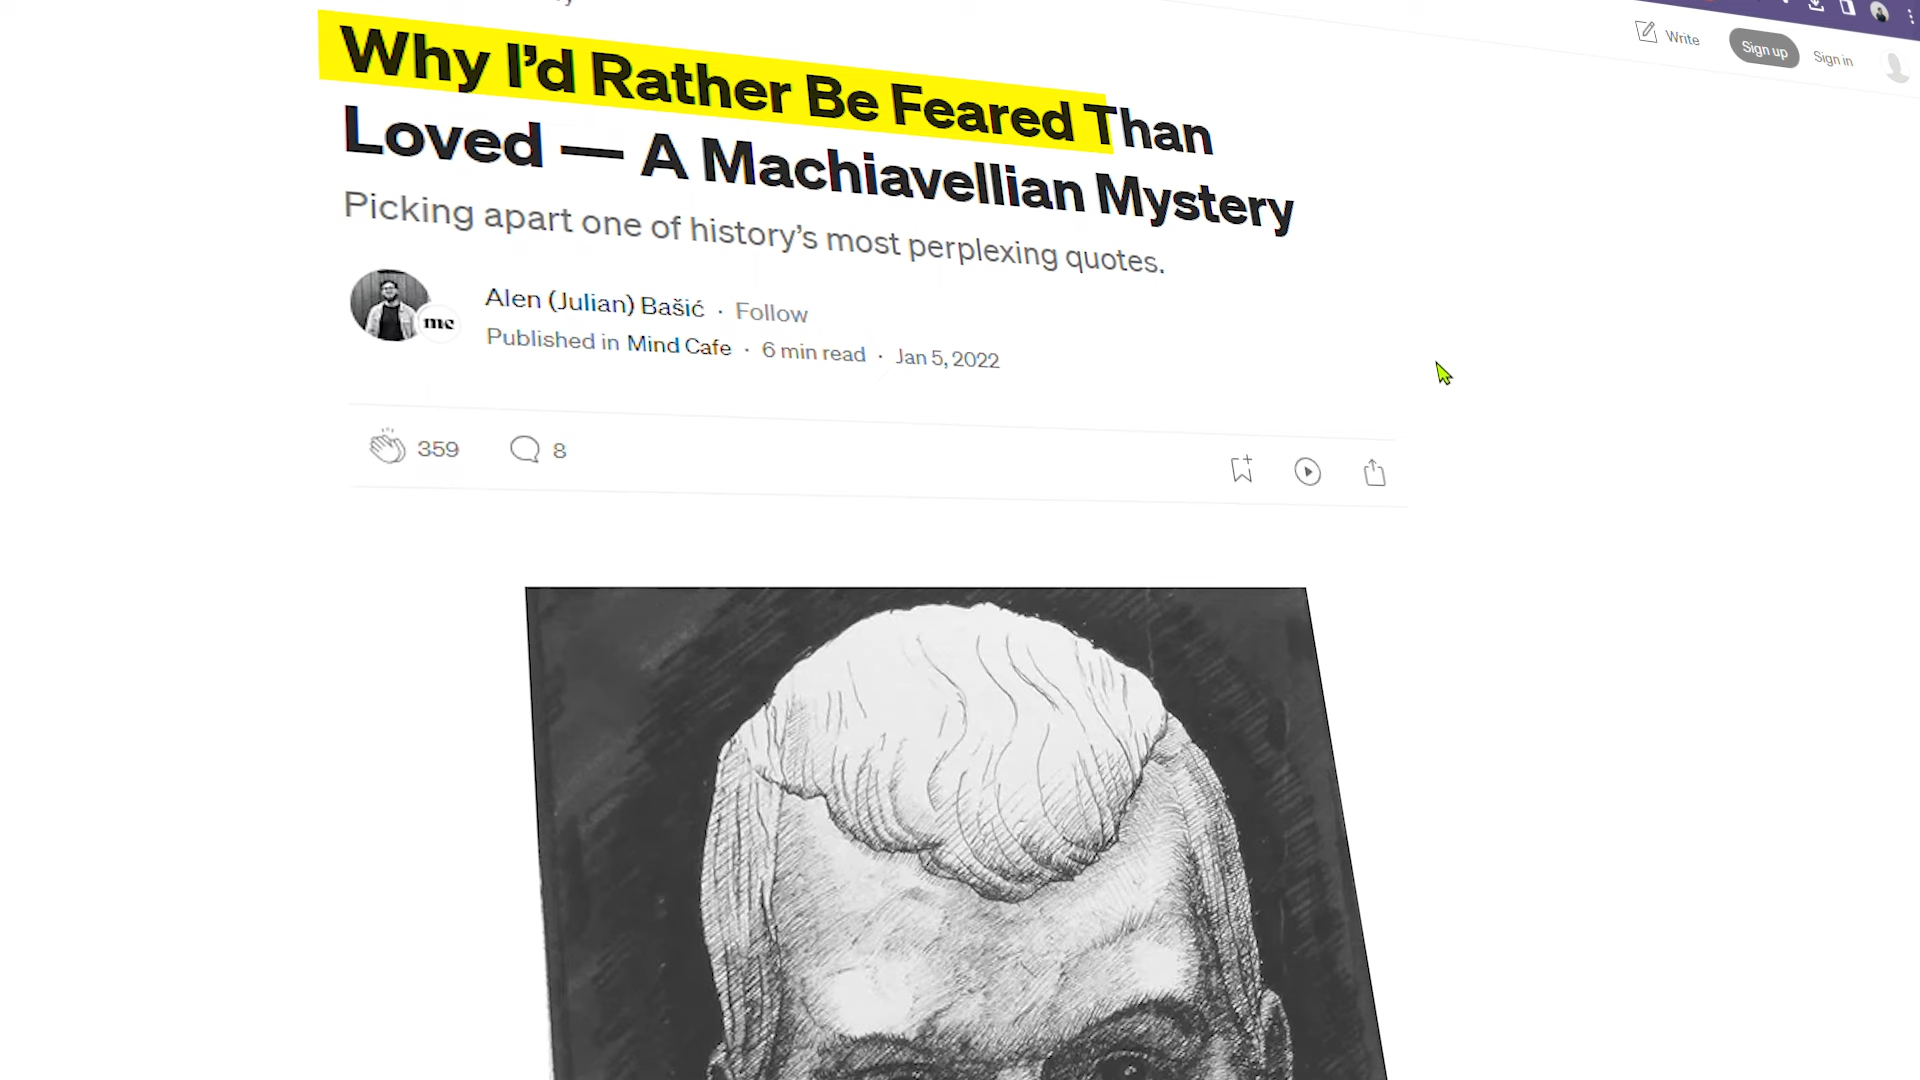 Write
Sign up
Sign in
Why I’d Rather Be Feared Than
Loved — A Machiavellian Mystery
Picking apart one of history’s most perplexing quotes.
Alen (Julian) Bašić · Follow
me
Published in Mind Cafe · 6 min read · Jan 5, 2022
359
8